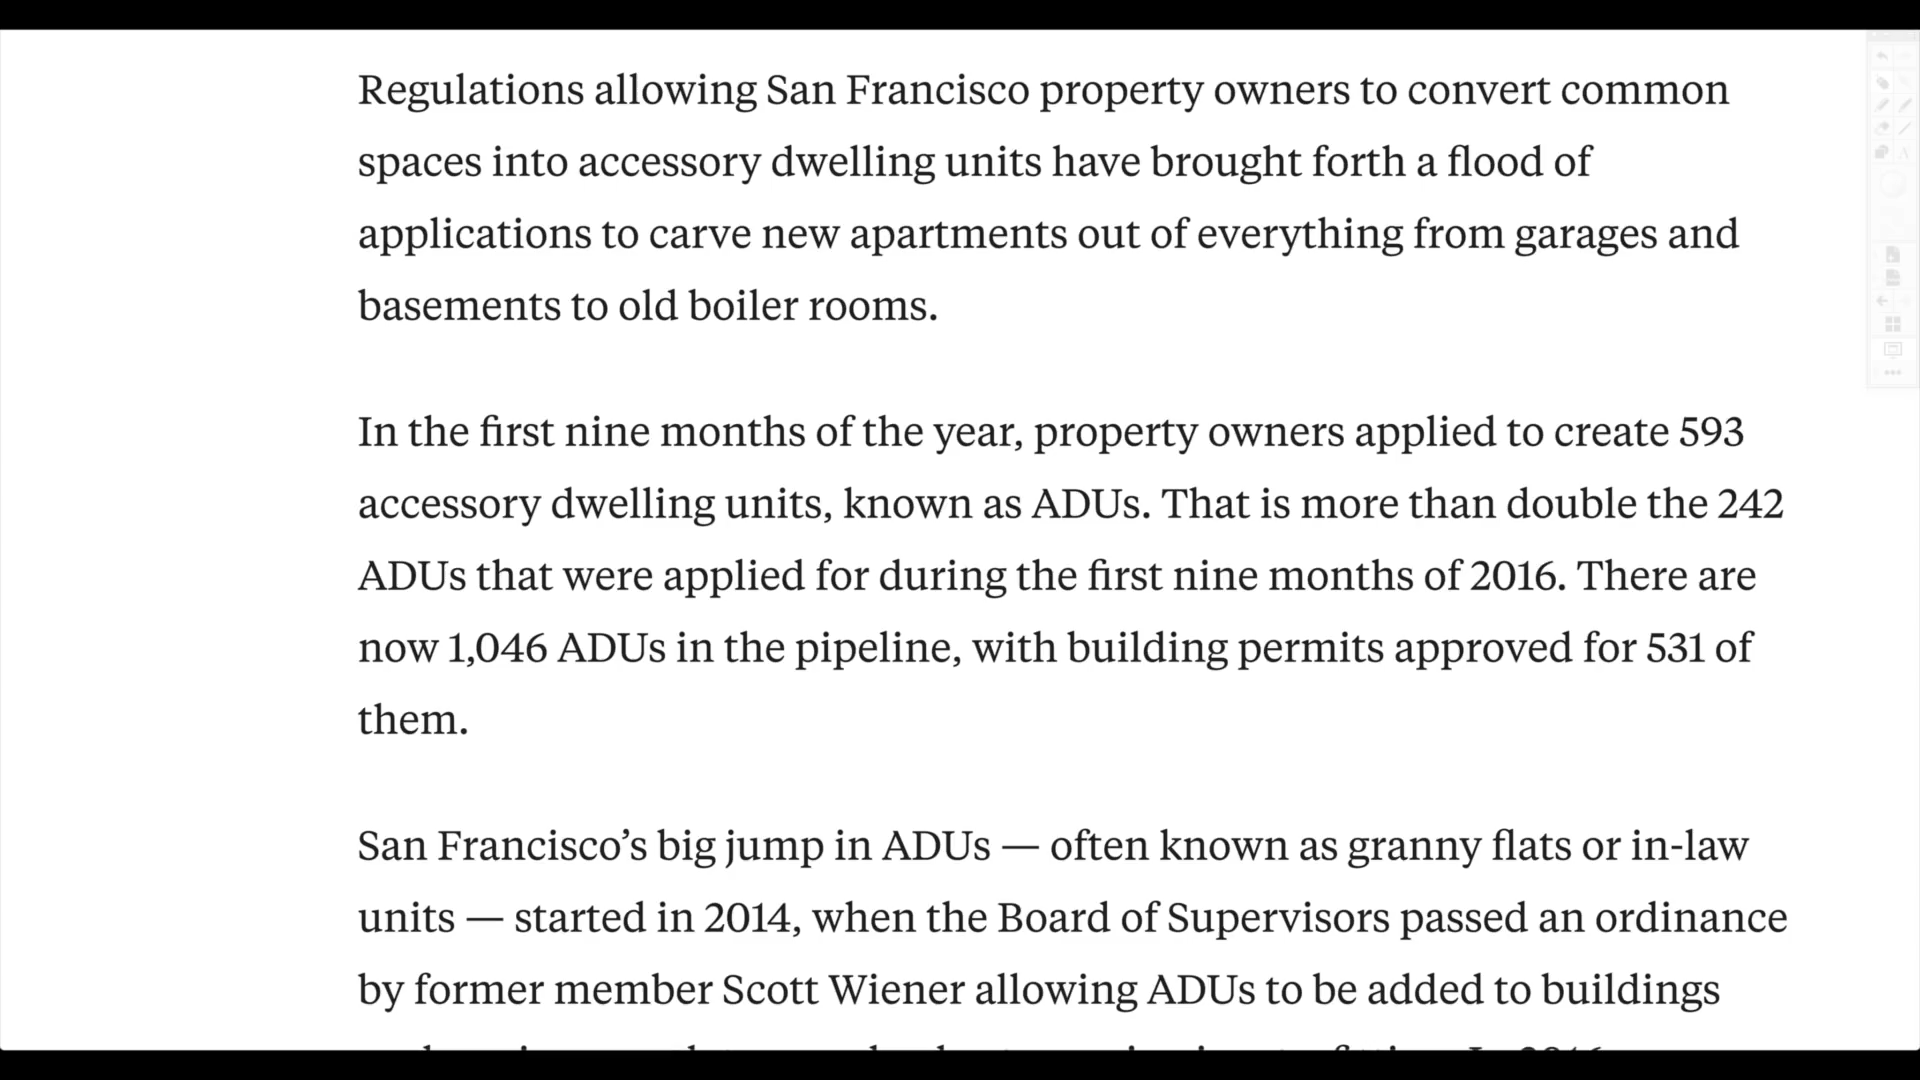 Regulations allowing San Francisco property owners to convert common
spaces into accessory dwelling units have brought forth a flood of
applications to carve new apartments out of everything from garages and
basements to old boiler rooms.
In the first nine months of the year, property owners applied to create 593
accessory dwelling units, known as ADUs. That is more than double the 242
ADUs that were applied for during the first nine months of 2016. There are
now 1,046 ADUs in the pipeline, with building permits approved for 531 of
them.
San Francisco’s big jump in ADUs — often known as granny flats or in-law
units — started in 2014, when the Board of Supervisors passed an ordinance
by former member Scott Wiener allowing ADUs to be added to buildings